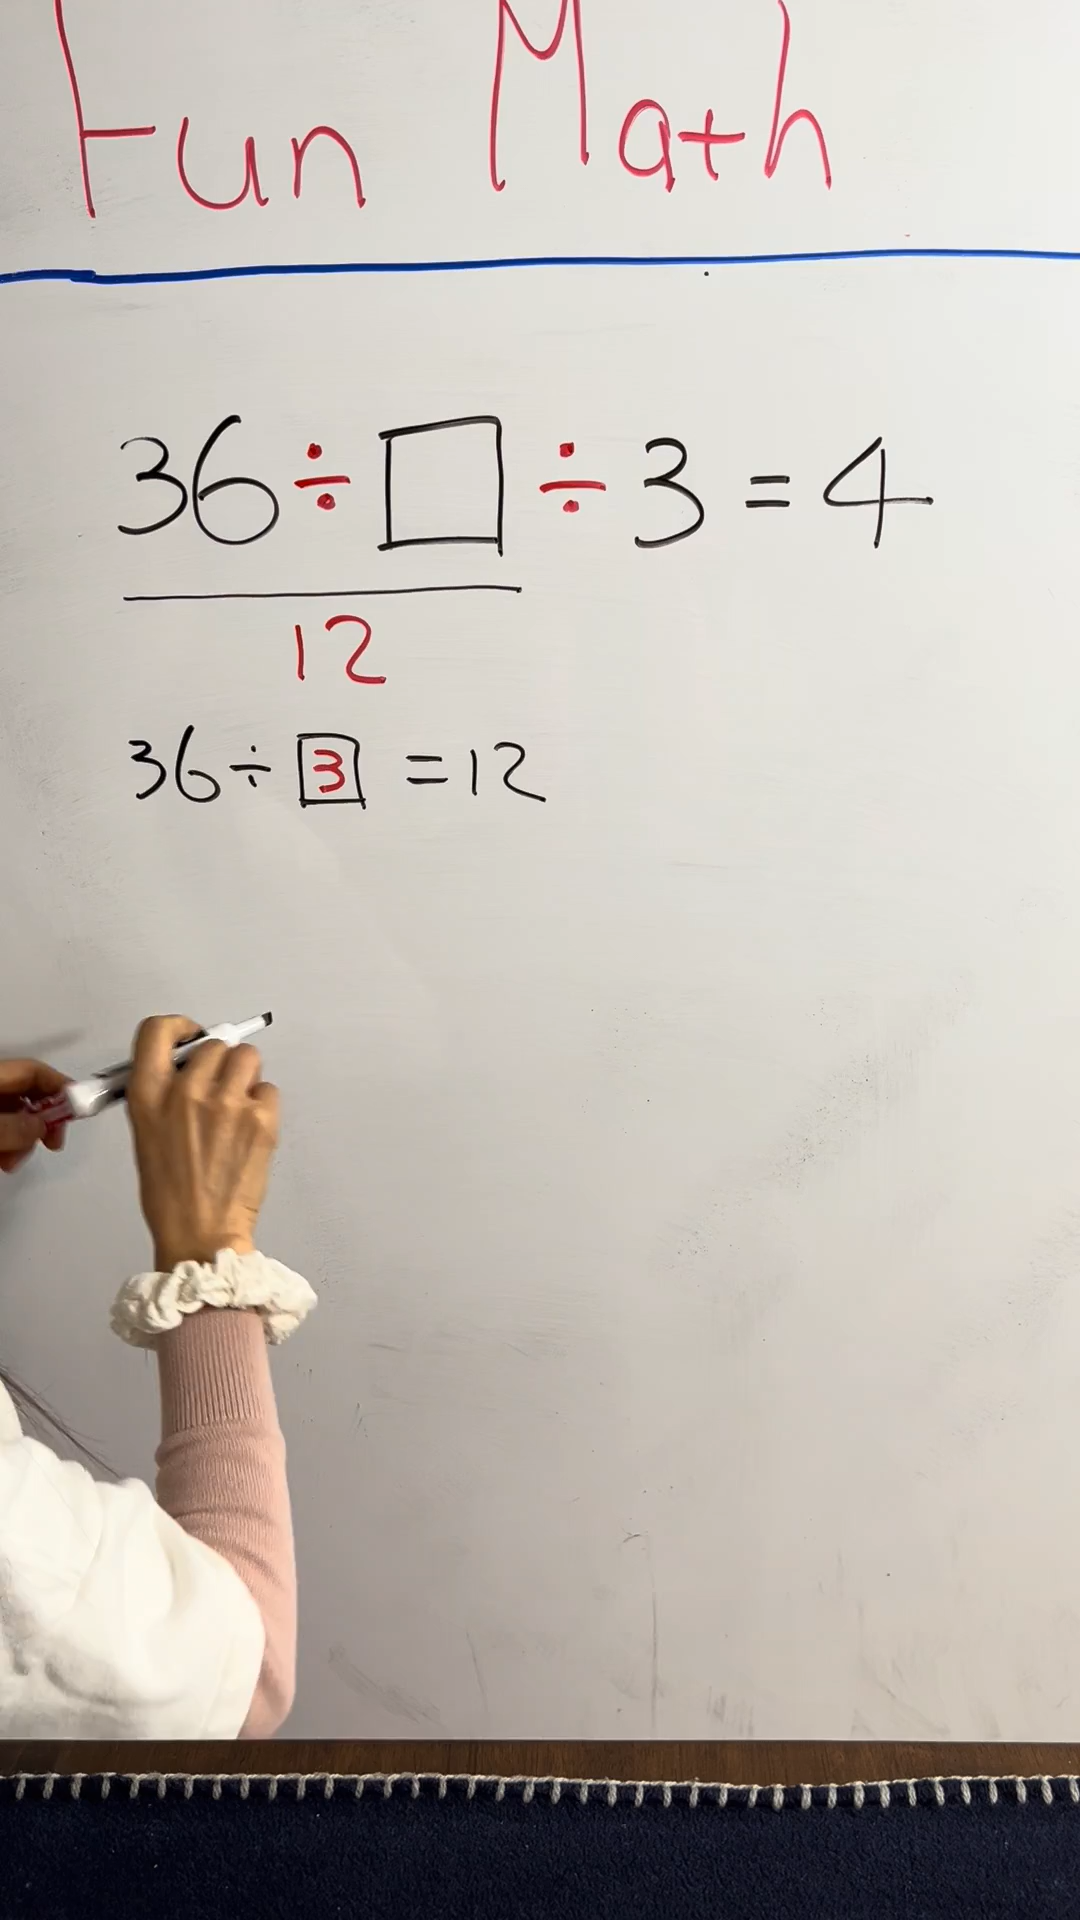 Fun Math
36 ÷ □ ÷ 3 = 4
12
36 ÷ 3 = 12